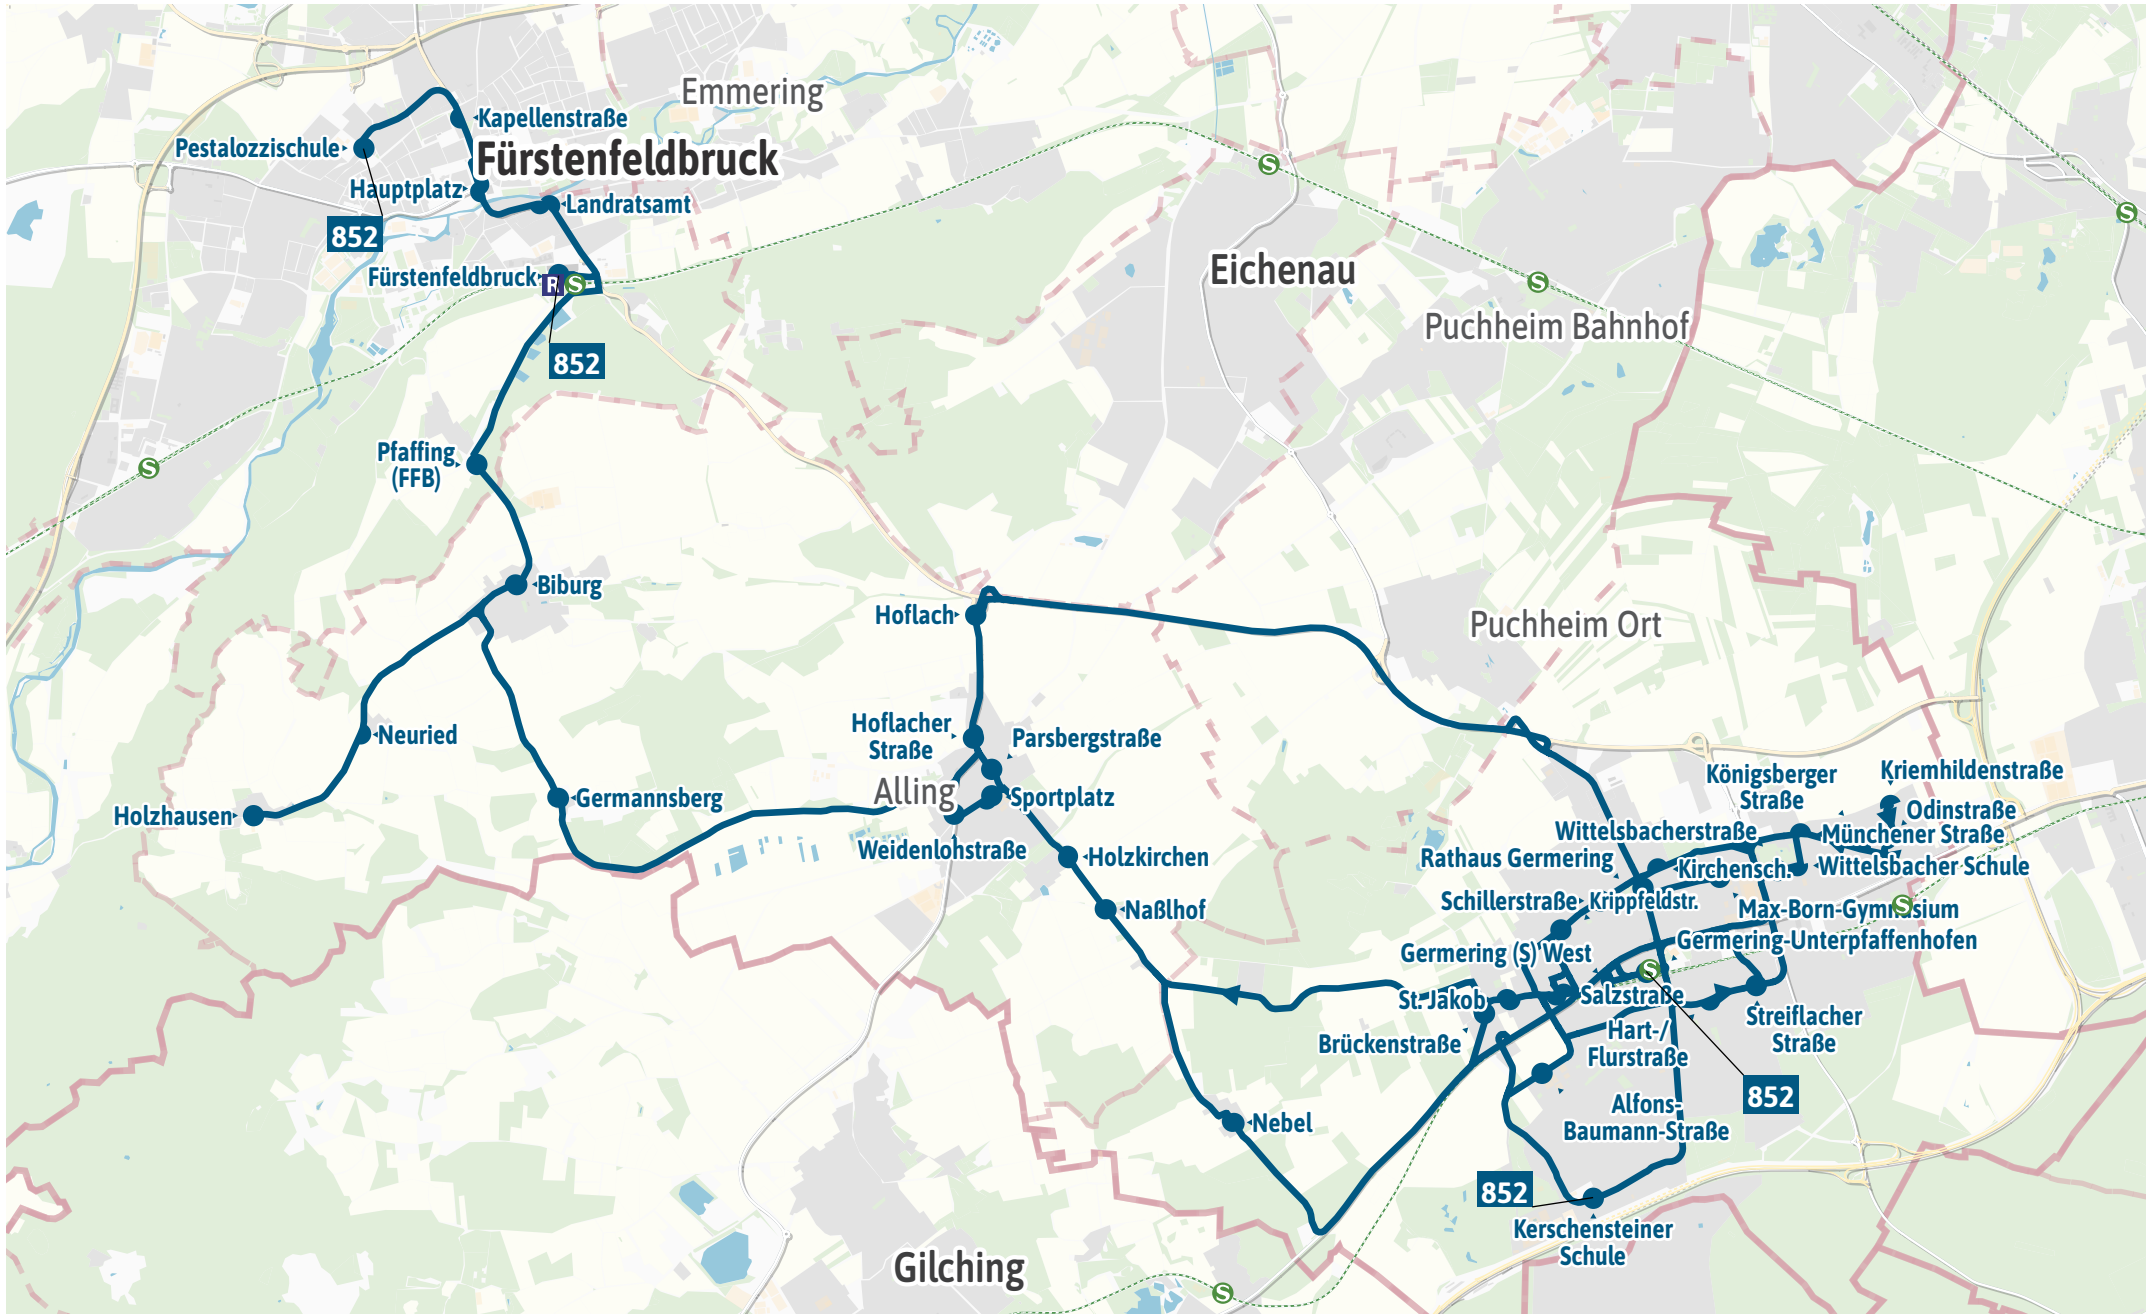 Emmering
Kapellenstraße
Pestalozzischule
Fürstenfeldbruck
Hauptplatz
Landratsamt
852
Fürstenfeldbruck
R
S
852
S
S
S
S
Eichenau
Puchheim Bahnhof
Pfaffing
(FFB)
Biburg
Hoflach
Puchheim Ort
Neuried
Hoflacher
Straße
Parsbergstraße
Germannsberg
Alling
Sportplatz
Holzhausen
Weidenlohstraße
Holzkirchen
Naßlhof
Königsberger
Straße
Kriemhildenstraße
Odinstraße
Wittelsbacherstraße
Münchener Straße
Rathaus Germering
Kirchensch.
Wittelsbacher Schule
Schillerstraße
Krippfeldstr.
Max-Born-Gymnasium
S
Germering (S) West
Germering-Unterpfaffenhofen
S
St. Jakob
Salzstraße
Brückenstraße
Hart-/
Flurstraße
Streiflacher
Straße
852
Nebel
Alfons-
Baumann-Straße
852
Kerschensteiner
Schule
Gilching
S